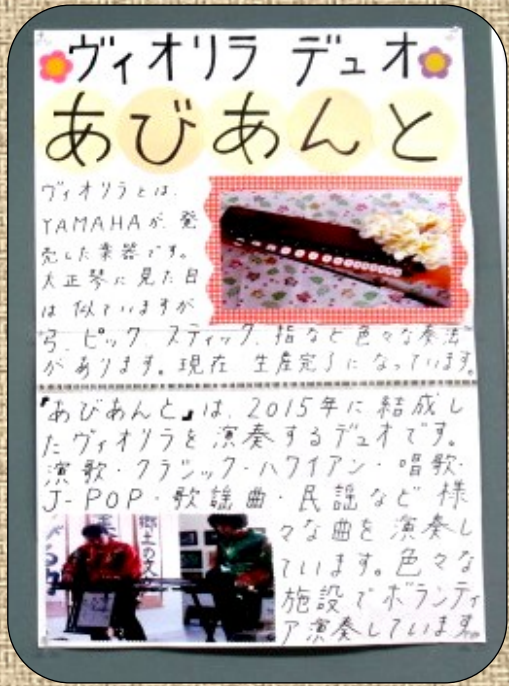 ヴィオリラ デュオ
あびあんと
ヴィオリラとは、
YAMAHAが、発
売した楽器です。
大正琴に見た目
は似ていますが
弓、ピック、スティック、指など色々な奏法
があります。現在、生産完了になっています。
『あびあんと』は、2015年に結成し
たヴィオリラを演奏するデュオです。
演歌・クラシック・ハワイアン・唱歌・
J-POP・歌謡曲・民謡など様
々な曲を演奏し
ています。色々な
施設でボランティ
ア演奏しています。
郷土の文